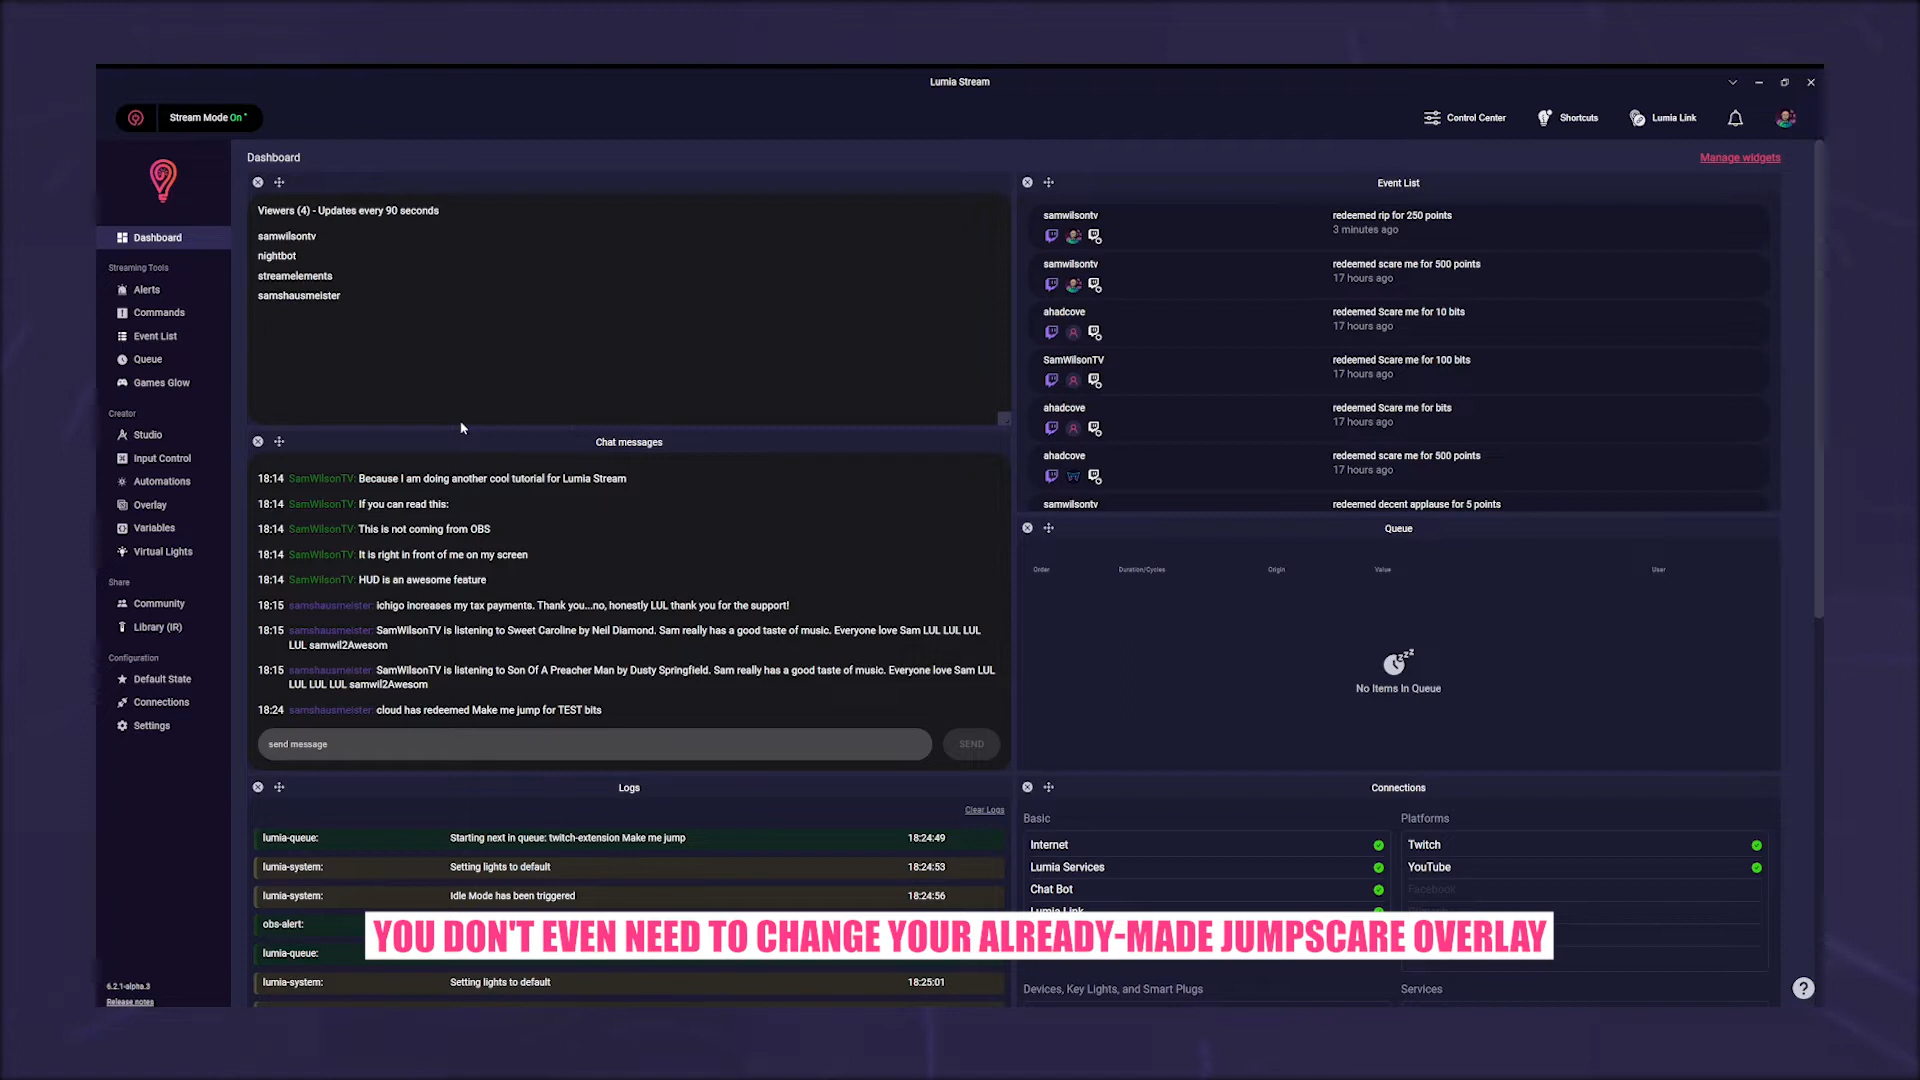 Lumia Stream
Stream Mode On
Control Center
Shortcuts
Lumia Link
Dashboard
Streaming Tools
Alerts
Commands
Event List
Queue
Games Glow
Creator
Studio
Input Control
Automations
Overlay
Variables
Virtual Lights
Share
Community
Library (IR)
Configuration
Default State
Connections
Settings
6.2.1-alpha.3
Release notes
Dashboard
Manage widgets
Viewers (4) - Updates every 90 seconds
samwilsontv
nightbot
streamelements
samshausmeister
Chat messages
18:14 SamWilsonTV: Because I am doing another cool tutorial for Lumia Stream
18:14 SamWilsonTV: If you can read this:
18:14 SamWilsonTV: This is not coming from OBS
18:14 SamWilsonTV: It is right in front of me on my screen
18:14 SamWilsonTV: HUD is an awesome feature
18:15 samshausmeister: ichigo increases my tax payments. Thank you...no, honestly LUL thank you for the support!
18:15 samshausmeister: SamWilsonTV is listening to Sweet Caroline by Neil Diamond. Sam really has a good taste of music. Everyone love Sam LUL LUL LUL
LUL samwil2Awesom
18:15 samshausmeister: SamWilsonTV is listening to Son Of A Preacher Man by Dusty Springfield. Sam really has a good taste of music. Everyone love Sam LUL
LUL LUL LUL samwil2Awesom
18:24 samshausmeister: cloud has redeemed Make me jump for TEST bits
send message
SEND
Logs
Clear Logs
lumia-queue: Starting next in queue: twitch-extension Make me jump 18:24:49
lumia-system: Setting lights to default 18:24:53
lumia-system: Idle Mode has been triggered 18:24:56
obs-alert:
lumia-queue:
lumia-system: Setting lights to default 18:25:01
Event List
samwilsontv redeemed rip for 250 points
3 minutes ago
samwilsontv redeemed scare me for 500 points
17 hours ago
ahadcove redeemed Scare me for 10 bits
17 hours ago
SamWilsonTV redeemed Scare me for 100 bits
17 hours ago
ahadcove redeemed Scare me for bits
17 hours ago
ahadcove redeemed scare me for 500 points
17 hours ago
samwilsontv redeemed decent applause for 5 points
Queue
Order Duration/Cycles Origin Value User
No Items In Queue
Connections
Basic
Internet
Lumia Services
Chat Bot
Lumia Link
Platforms
Twitch
YouTube
Facebook
Devices, Key Lights, and Smart Plugs
Services
YOU DON'T EVEN NEED TO CHANGE YOUR ALREADY-MADE JUMPSCARE OVERLAY